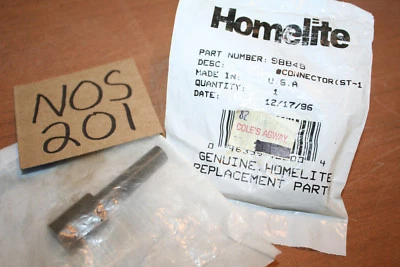 Homelite
PART NUMBER: 98848
DESC: @CONNECTOR(ST-1
MADE IN: U.S.A
QUANTITY: 1
DATE: 12/17/96
COLE'S AGWAY
GENUINE HOMELITE
REPLACEMENT PART
NOS
201